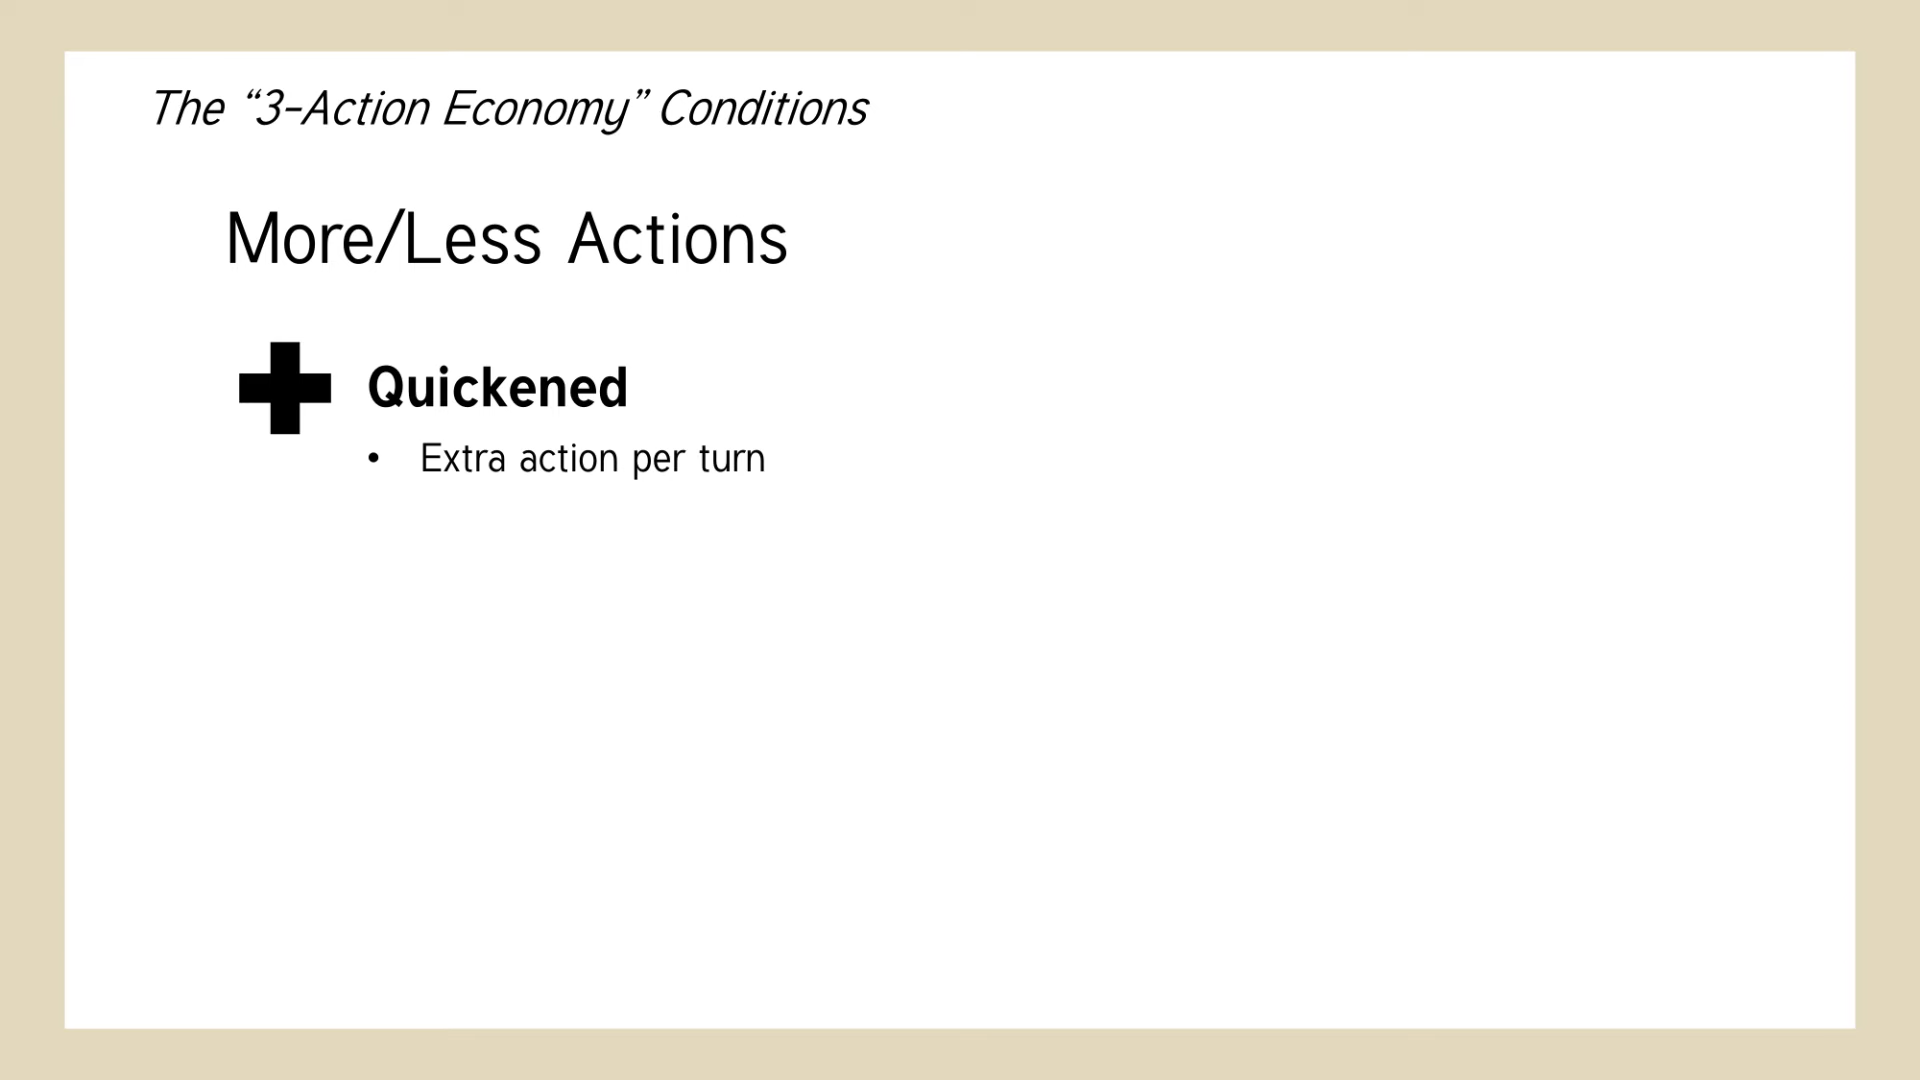 The “3-Action Economy” Conditions
More/Less Actions
Quickened
• Extra action per turn